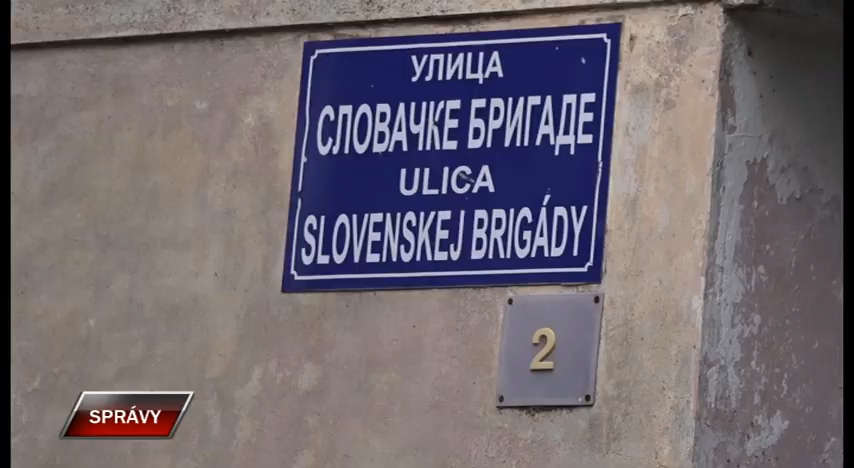 УЛИЦА
СЛОВАЧКЕ БРИГАДЕ
ULICA
SLOVENSKEJ BRIGÁDY
2
SPRÁVY